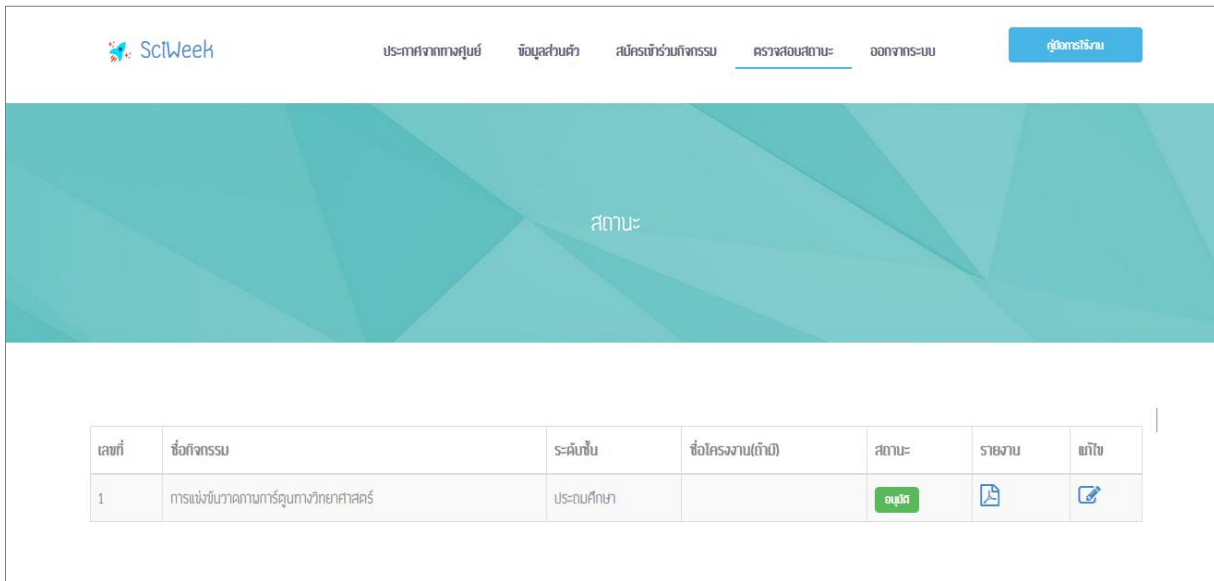 SciWeek ประกาศจากทางศูนย์ ข้อมูลส่วนตัว สมัครเข้าร่วมกิจกรรม ตรวจสอบสถานะ ออกจากระบบ คู่มือการใช้งาน
สถานะ
เลขที่ ชื่อกิจกรรม ระดับชั้น ชื่อโครงงาน(ถ้ามี) สถานะ รายงาน แก้ไข
1 การแข่งขันวาดภาพการ์ตูนทางวิทยาศาสตร์ ประถมศึกษา อนุมัติ